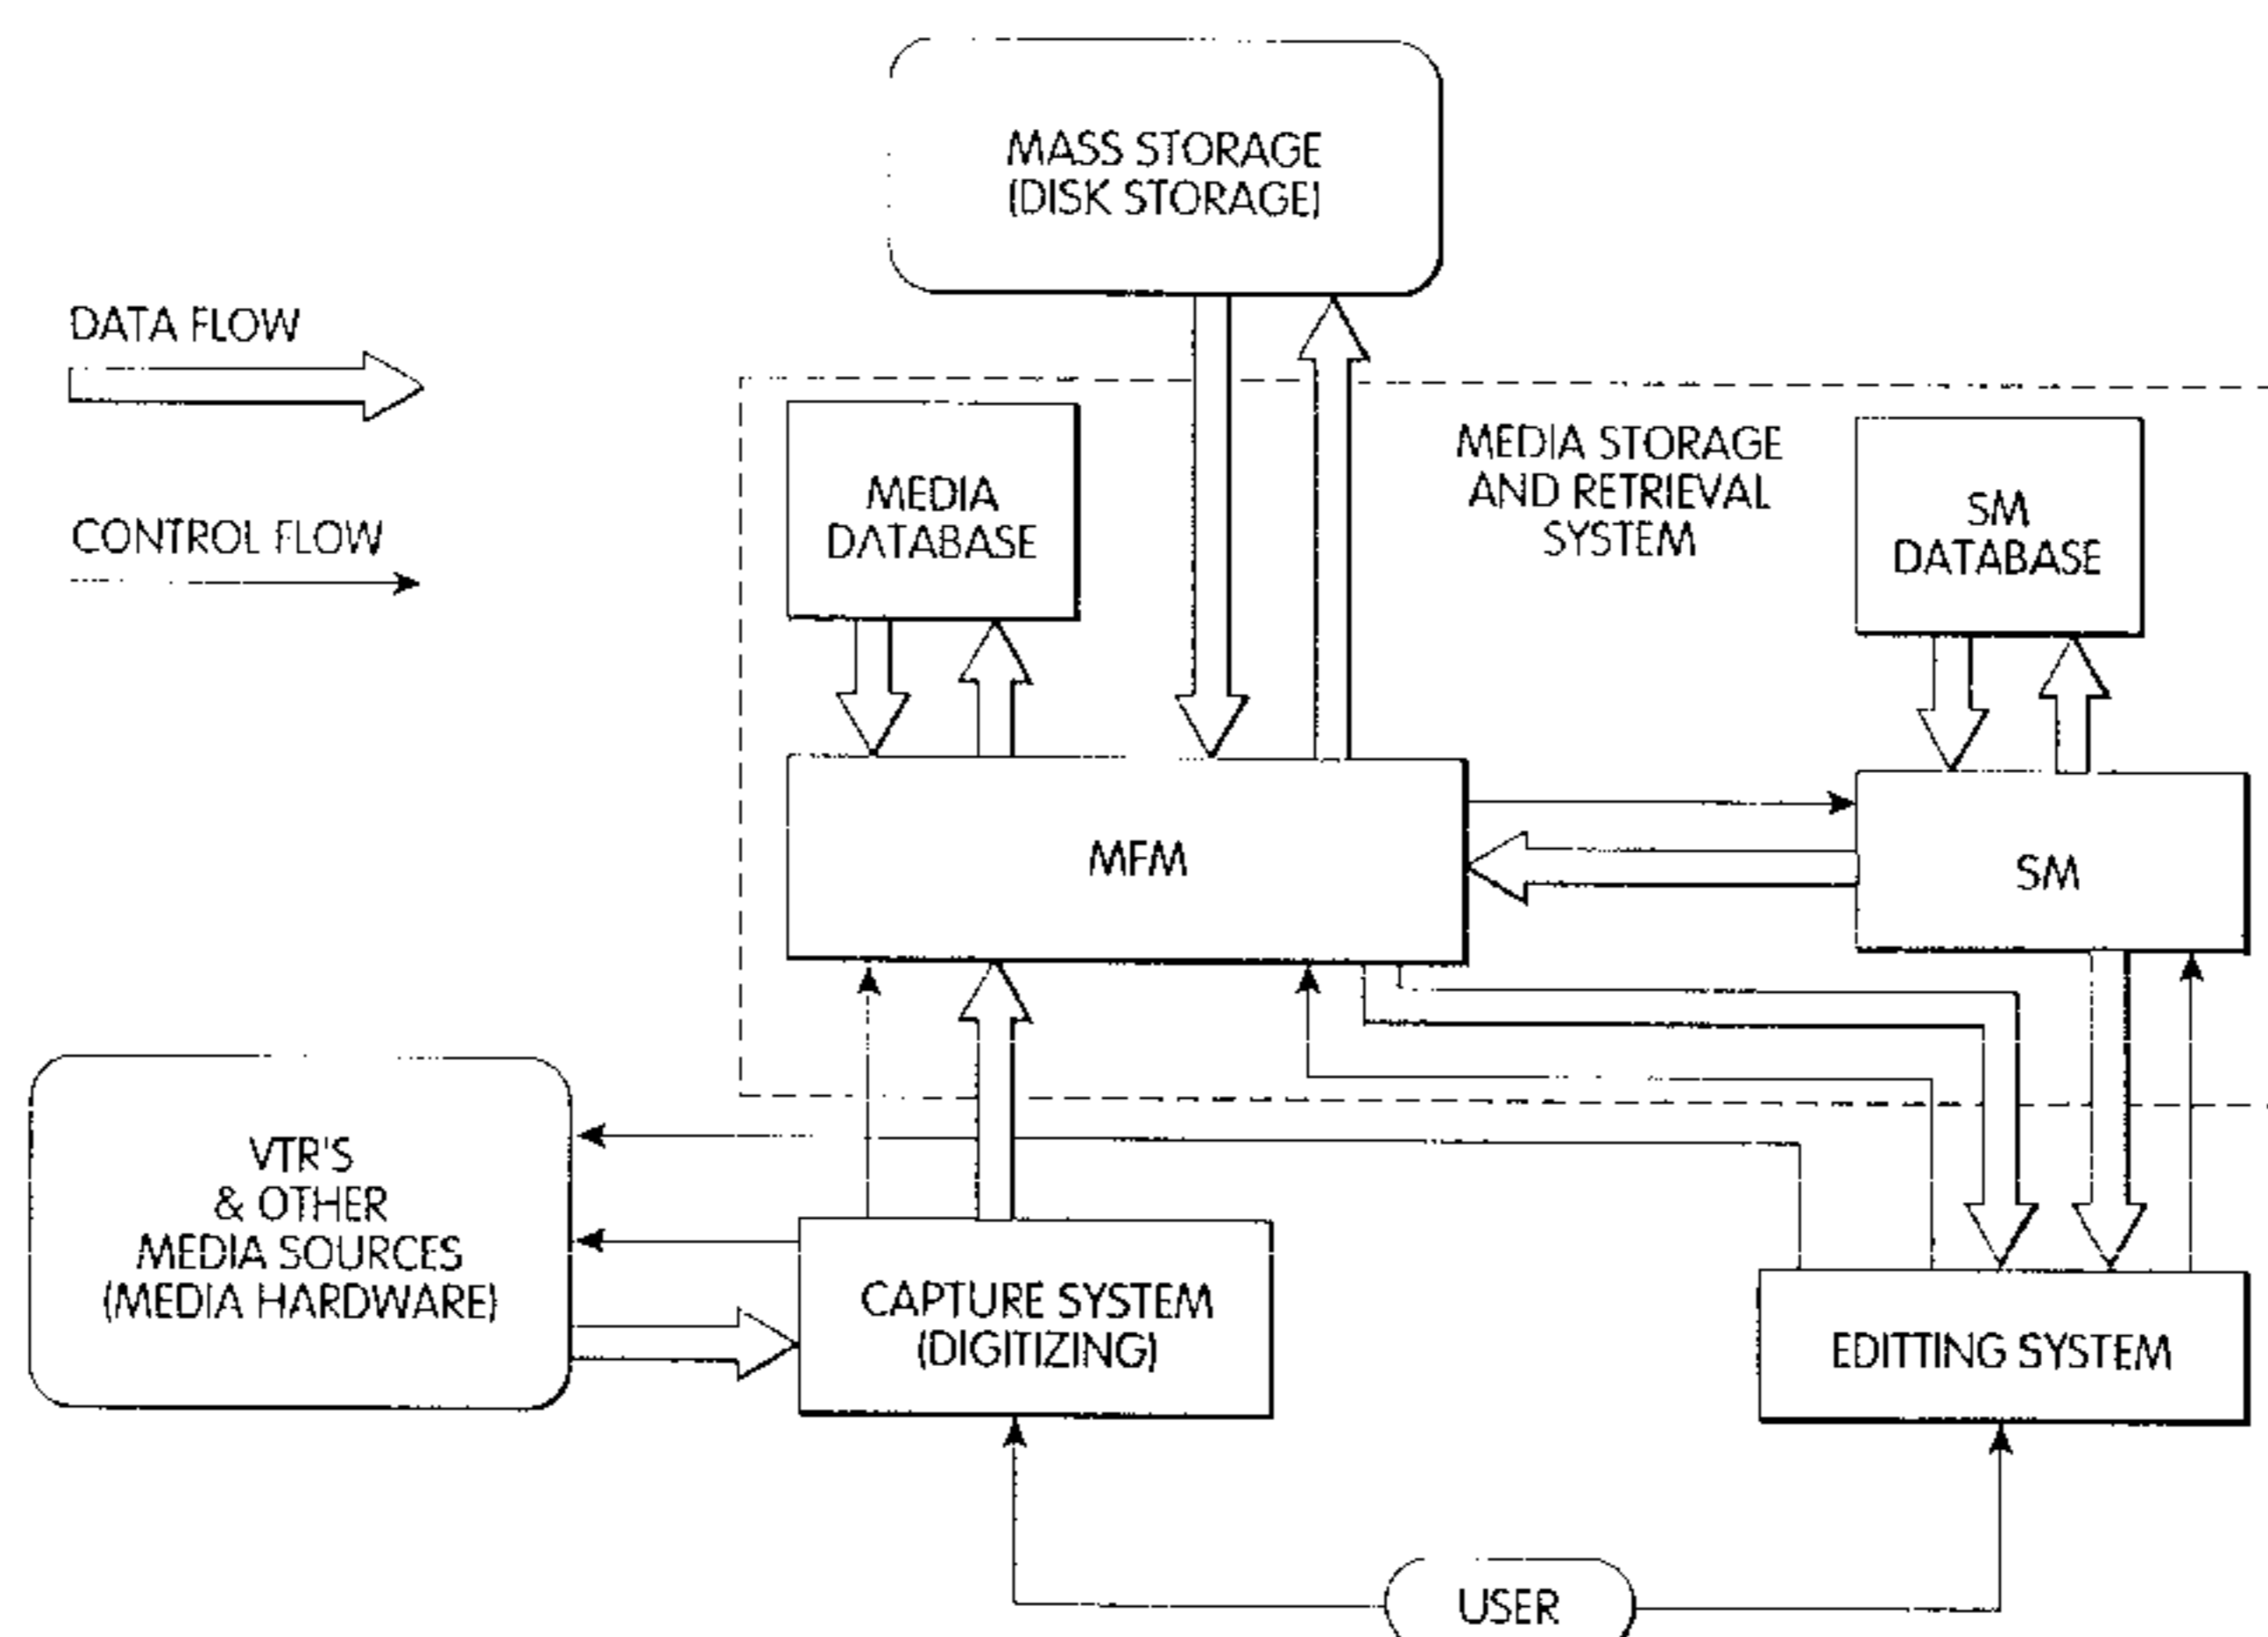 MASS STORAGE
(DISK STORAGE)
DATA FLOW
CONTROL FLOW
MEDIA
DATABASE
MEDIA STORAGE
AND RETRIEVAL
SYSTEM
SM
DATABASE
MFM
SM
VTR'S
& OTHER
MEDIA SOURCES
(MEDIA HARDWARE)
CAPTURE SYSTEM
(DIGITIZING)
EDITTING SYSTEM
USER